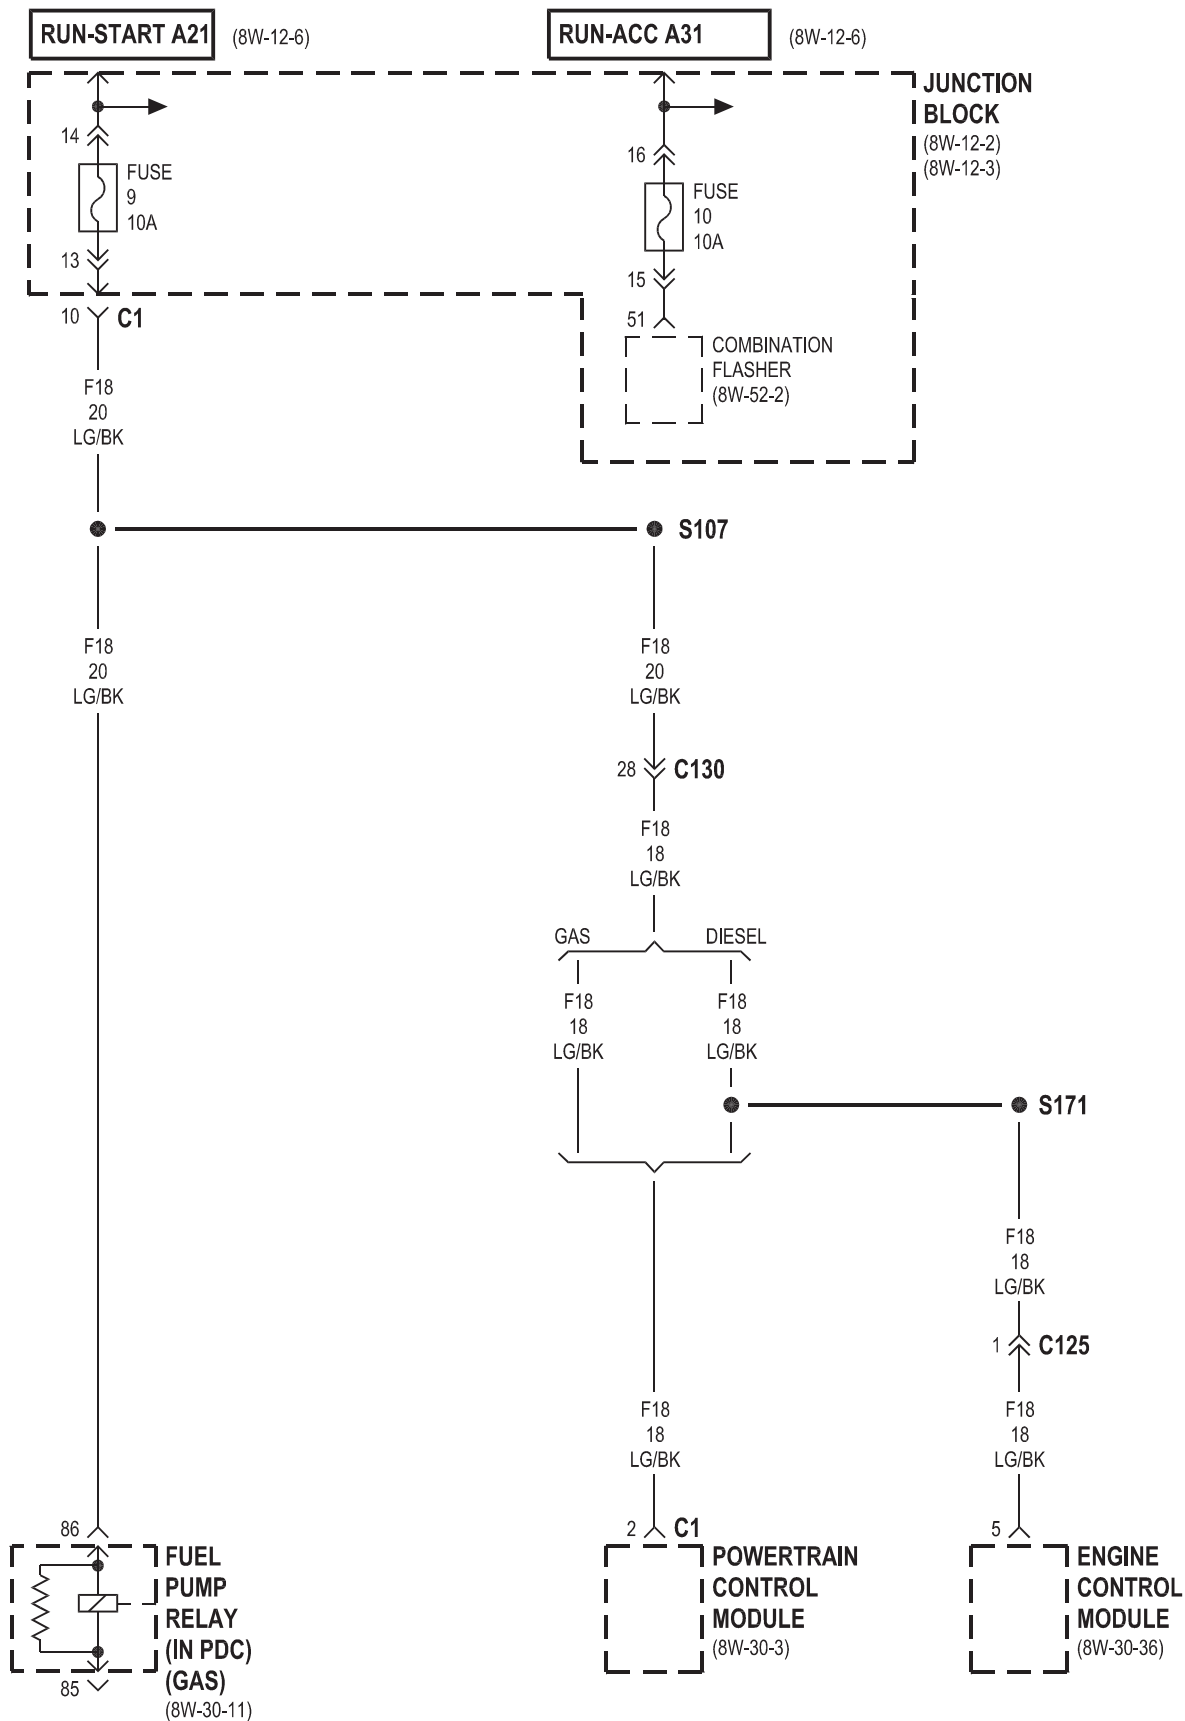 RUN-START A21
(8W-12-6)
RUN-ACC A31
(8W-12-6)
JUNCTION
BLOCK
(8W-12-2)
(8W-12-3)
14
FUSE
9
10A
13
16
FUSE
10
10A
15
51
COMBINATION
FLASHER
(8W-52-2)
10
C1
F18
20
LG/BK
S107
F18
20
LG/BK
F18
20
LG/BK
28
C130
F18
18
LG/BK
GAS
DIESEL
F18
18
LG/BK
F18
18
LG/BK
S171
F18
18
LG/BK
1
C125
F18
18
LG/BK
F18
18
LG/BK
86
FUEL
PUMP
RELAY
(IN PDC)
(GAS)
(8W-30-11)
85
2
C1
POWERTRAIN
CONTROL
MODULE
(8W-30-3)
5
ENGINE
CONTROL
MODULE
(8W-30-36)